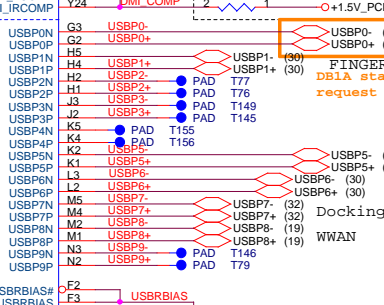 _IRCOMP Y24 DMI_COMP 2 1 +1.5V_PC
USBP0N G3 USBP0- USBP0-
USBP0P G2 USBP0+ USBP0+
USBP1N H5 USBP1- (30) FINGER
USBP1P H4 USBP1+ (30) DB1A sta
USBP2N H2 USBP2- PAD T77 request
USBP2P H1 USBP2+ PAD T76
USBP3N J3 USBP3- PAD T149
USBP3P J2 USBP3+ PAD T145
USBP4N K5 PAD T155
USBP4P K4 PAD T156
USBP5N K2 USBP5- USBP5-
USBP5P K1 USBP5+ USBP5+
USBP6N L3 USBP6- USBP6- (30)
USBP6P L2 USBP6+ USBP6+ (30)
USBP7N M5 USBP7- USBP7- (32)
USBP7P M4 USBP7+ USBP7+ (32) Docking
USBP8N M2 USBP8- USBP8- (19)
USBP8P M1 USBP8+ USBP8+ (19) WWAN
USBP9N N3 USBP9- PAD T146
USBP9P N2 USBP9+ PAD T79
USBRBIAS# F2
USBRBIAS F3 USBRBIAS